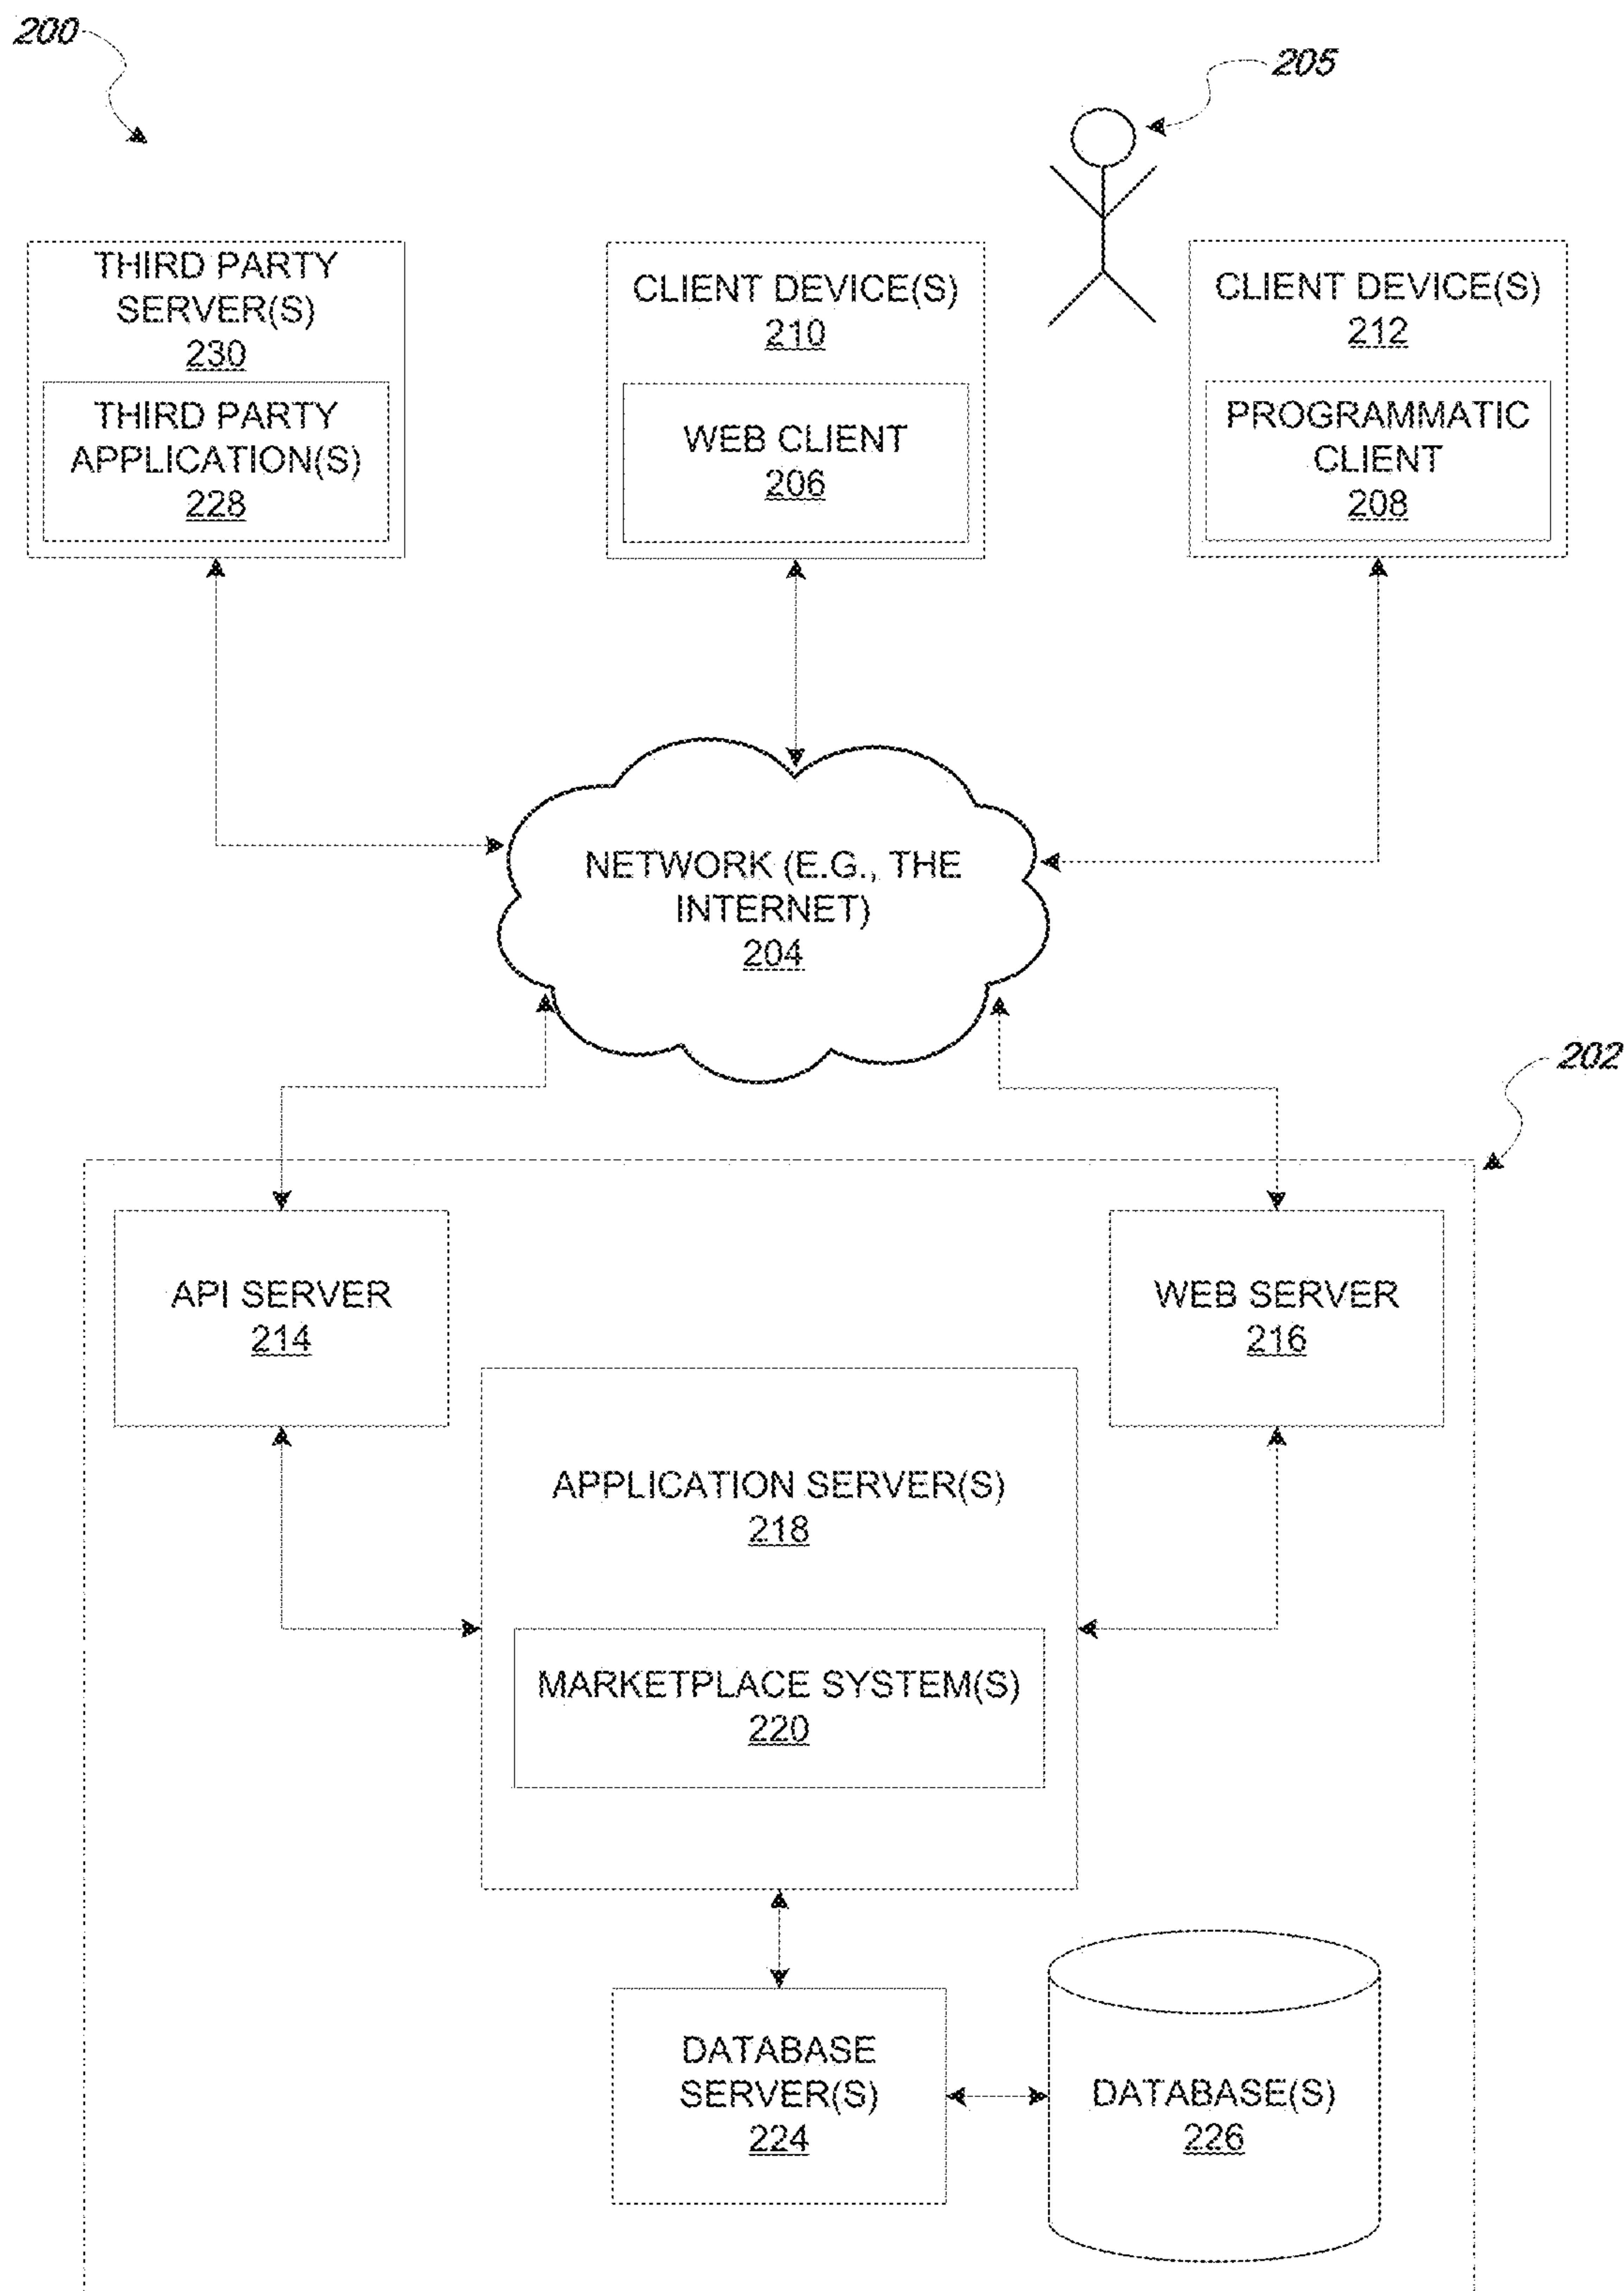 200
205
THIRD PARTY
SERVER(S)
230
THIRD PARTY
APPLICATION(S)
228
CLIENT DEVICE(S)
210
WEB CLIENT
206
CLIENT DEVICE(S)
212
PROGRAMMATIC
CLIENT
208
NETWORK (E.G., THE
INTERNET)
204
202
API SERVER
214
WEB SERVER
216
APPLICATION SERVER(S)
218
MARKETPLACE SYSTEM(S)
220
DATABASE
SERVER(S)
224
DATABASE(S)
226